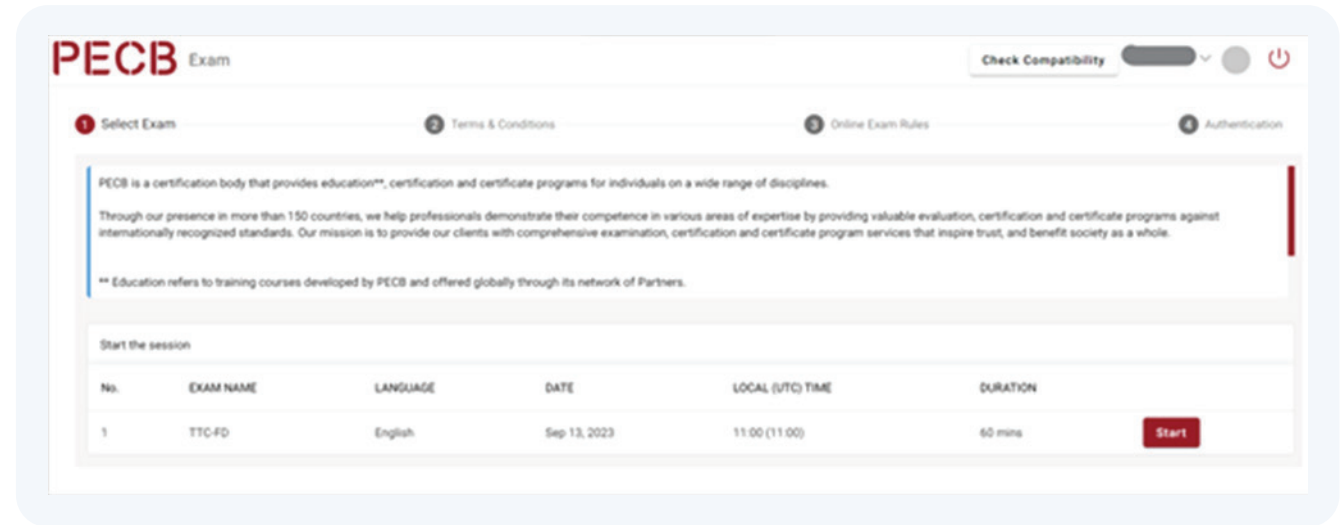 PECB Exam Check Compatibility
1 Select Exam 2 Terms & Conditions 3 Online Exam Rules 4 Authentication
PECB is a certification body that provides education**, certification and certificate programs for individuals on a wide range of disciplines.
Through our presence in more than 150 countries, we help professionals demonstrate their competence in various areas of expertise by providing valuable evaluation, certification and certificate programs against
internationally recognized standards. Our mission is to provide our clients with comprehensive examination, certification and certificate program services that inspire trust, and benefit society as a whole.
** Education refers to training courses developed by PECB and offered globally through its network of Partners.
Start the session
No. EXAM NAME LANGUAGE DATE LOCAL (UTC) TIME DURATION
1 TTC-FD English Sep 13, 2023 11:00 (11:00) 60 mins Start